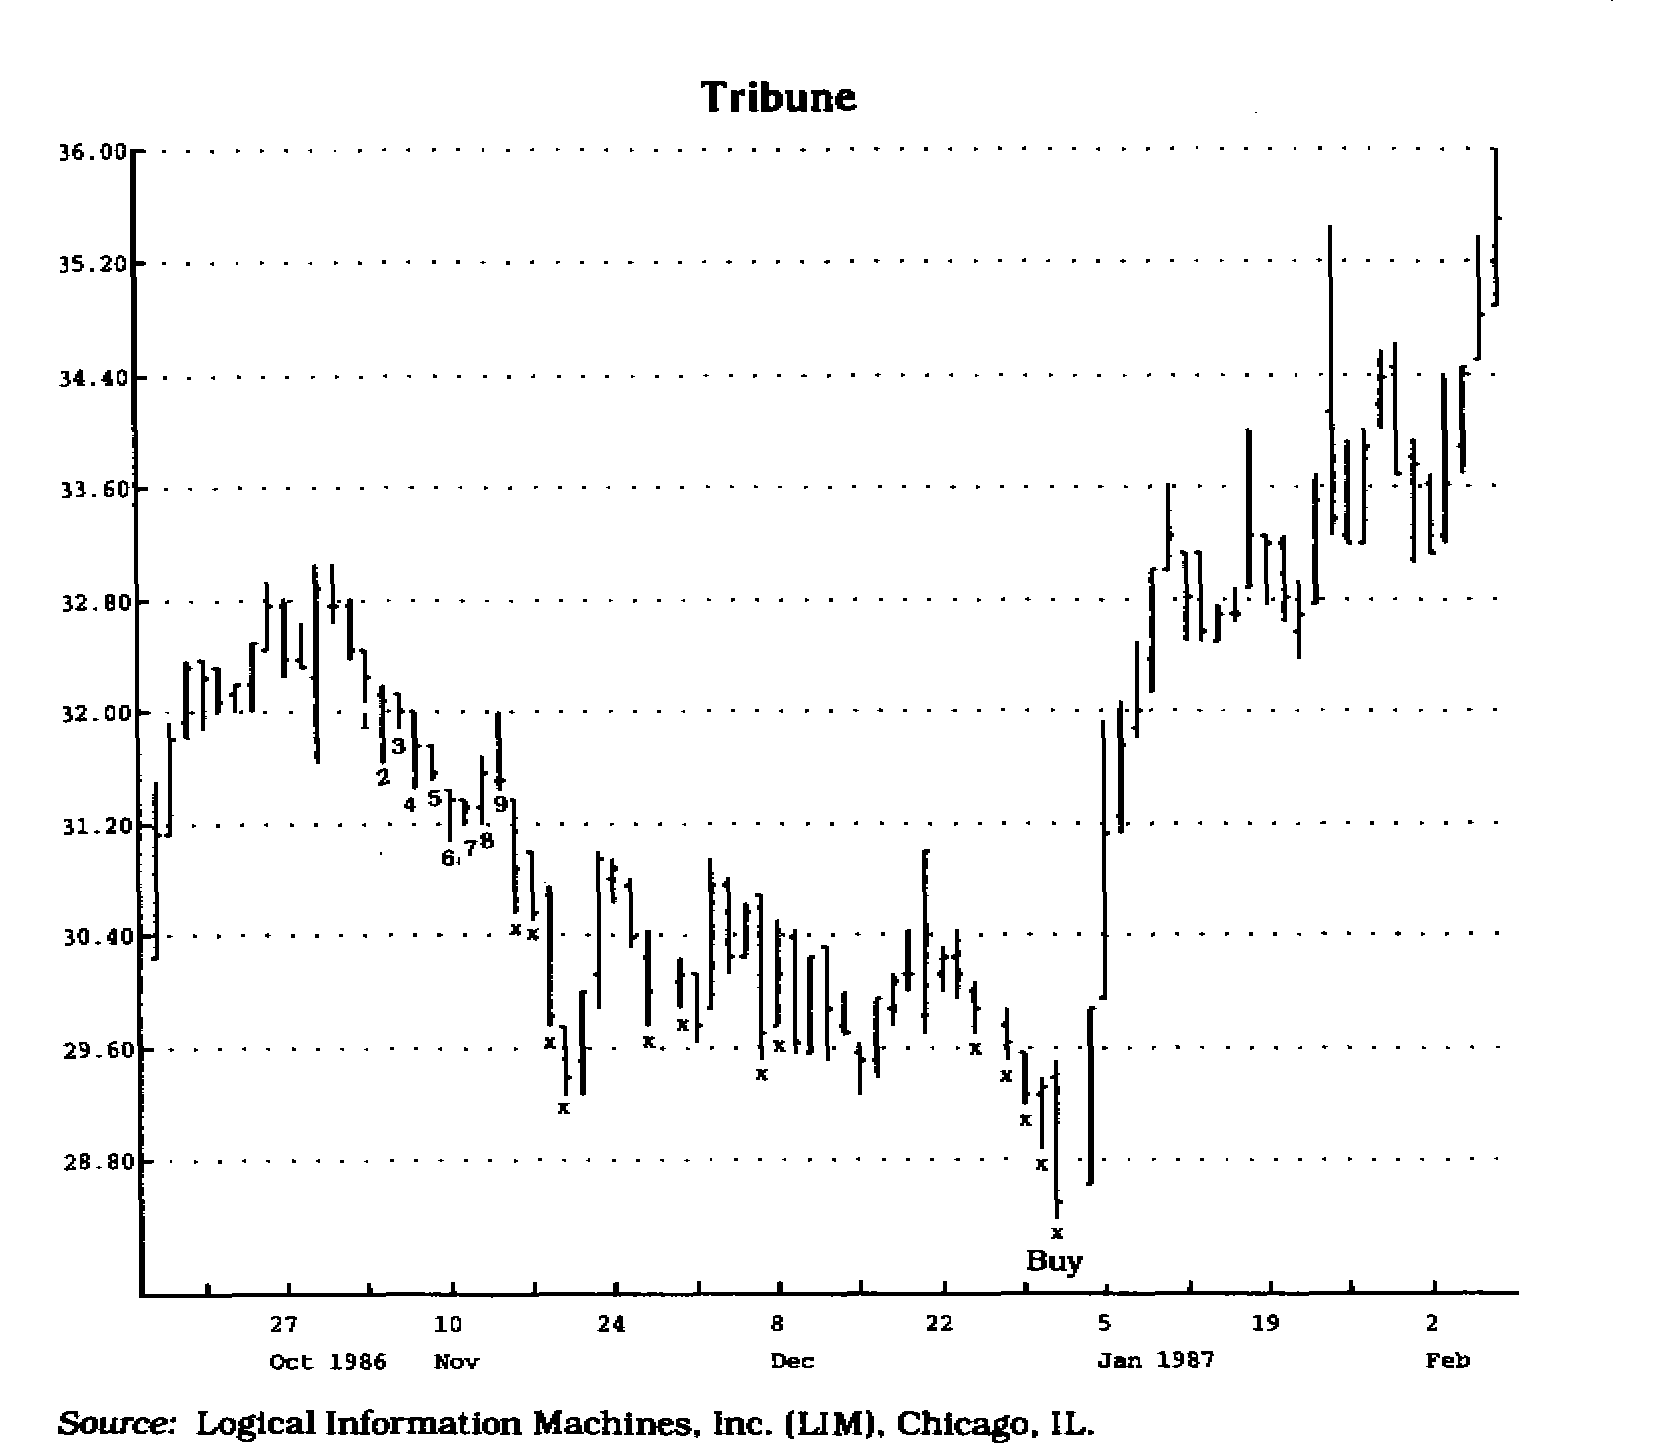 Tribune
36.00
35.20
34.40
33.60
32.80
32.00
31.20
30.40
29.60
28.80
1
2
3
4
5
6
7
8
9
x x
x
x
x
x
x
x
x
x
x
x
x
Buy
27 10 24 8 22 5 19 2
Oct 1986 Nov Dec Jan 1987 Feb
Source: Logical Information Machines, Inc. (LIM), Chicago, IL.